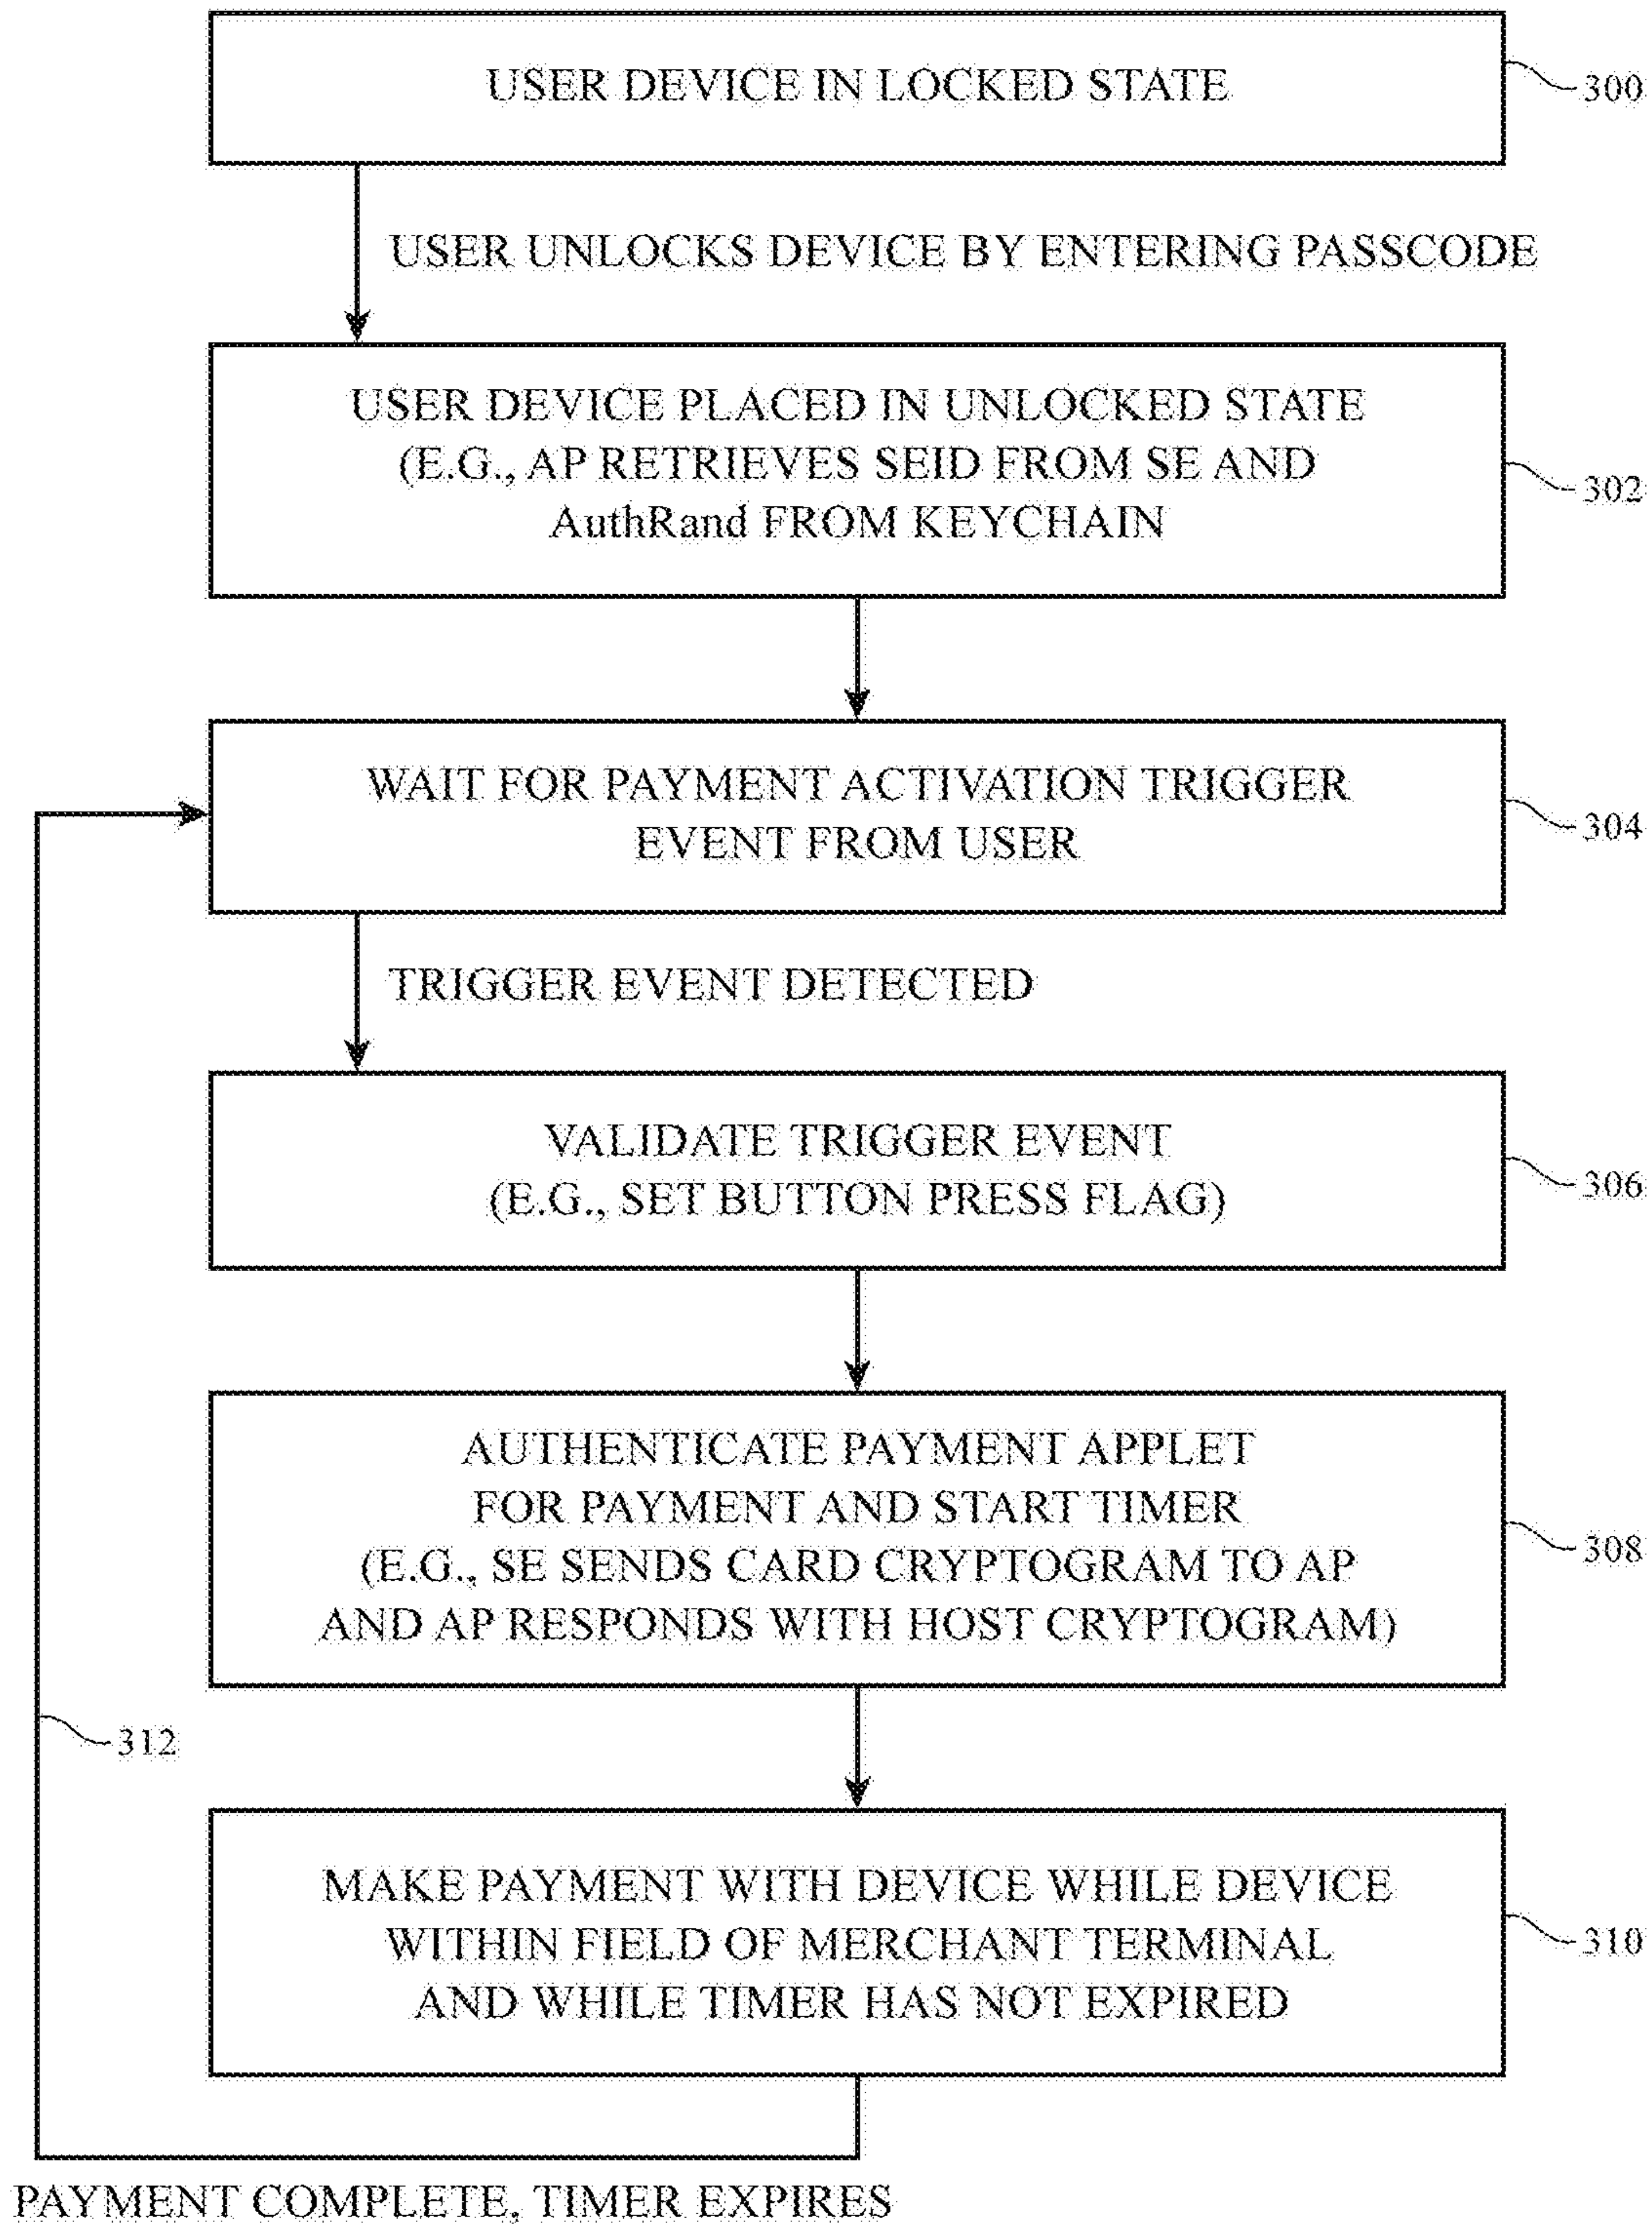 USER DEVICE IN LOCKED STATE
300
USER UNLOCKS DEVICE BY ENTERING PASSCODE
USER DEVICE PLACED IN UNLOCKED STATE
(E.G., AP RETRIEVES SEID FROM SE AND
AuthRand FROM KEYCHAIN
302
WAIT FOR PAYMENT ACTIVATION TRIGGER
EVENT FROM USER
304
TRIGGER EVENT DETECTED
VALIDATE TRIGGER EVENT
(E.G., SET BUTTON PRESS FLAG)
306
AUTHENTICATE PAYMENT APPLET
FOR PAYMENT AND START TIMER
(E.G., SE SENDS CARD CRYPTOGRAM TO AP
AND AP RESPONDS WITH HOST CRYPTOGRAM)
308
312
MAKE PAYMENT WITH DEVICE WHILE DEVICE
WITHIN FIELD OF MERCHANT TERMINAL
AND WHILE TIMER HAS NOT EXPIRED
310
PAYMENT COMPLETE, TIMER EXPIRES